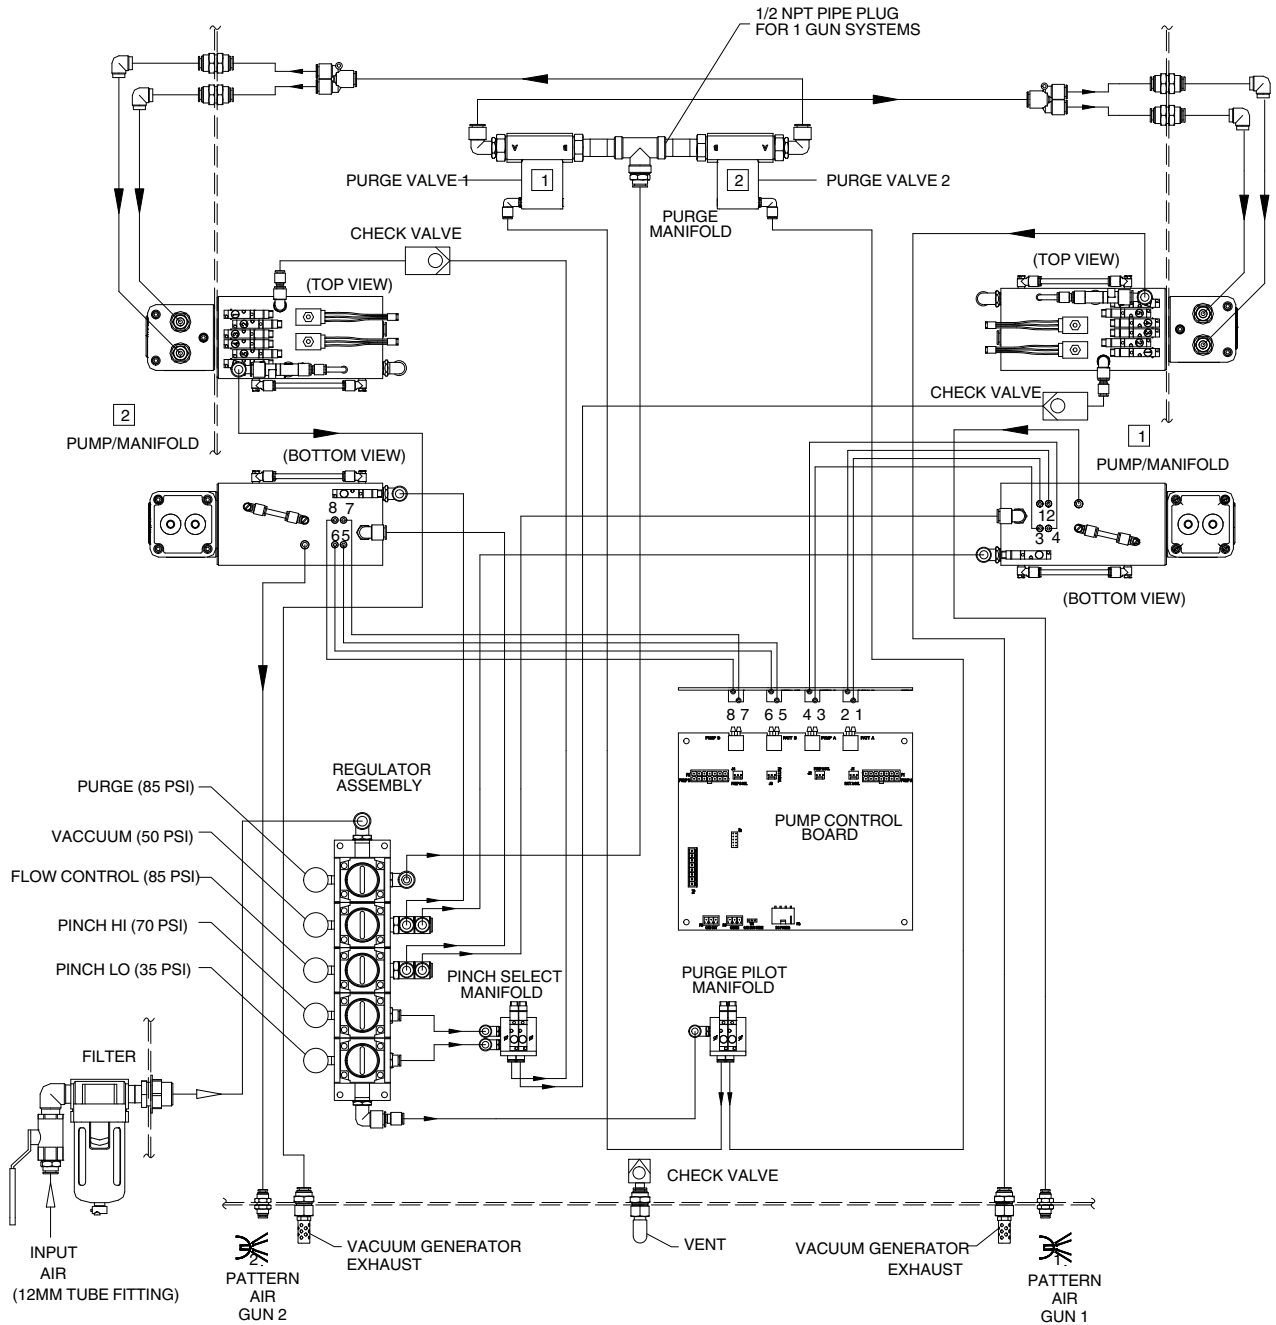 1/2 NPT PIPE PLUG
FOR 1 GUN SYSTEMS
A
B
B
A
PURGE VALVE 1
1
2
PURGE VALVE 2
PURGE
MANIFOLD
CHECK VALVE
(TOP VIEW)
(TOP VIEW)
2
PUMP/MANIFOLD
CHECK VALVE
1
PUMP/MANIFOLD
(BOTTOM VIEW)
8 7
6 5
1 2
3 4
(BOTTOM VIEW)
8 7 6 5 4 3 2 1
PUMP B
PATT B
PUMP A
PATT A
PUMP CONTROL
BOARD
REGULATOR
ASSEMBLY
PURGE (85 PSI)
VACCUUM (50 PSI)
FLOW CONTROL (85 PSI)
PINCH HI (70 PSI)
PINCH LO (35 PSI)
PINCH SELECT
MANIFOLD
PURGE PILOT
MANIFOLD
FILTER
CHECK VALVE
VENT
INPUT
AIR
(12MM TUBE FITTING)
2
PATTERN
AIR
GUN 2
VACUUM GENERATOR
EXHAUST
VACUUM GENERATOR
EXHAUST
1
PATTERN
AIR
GUN 1